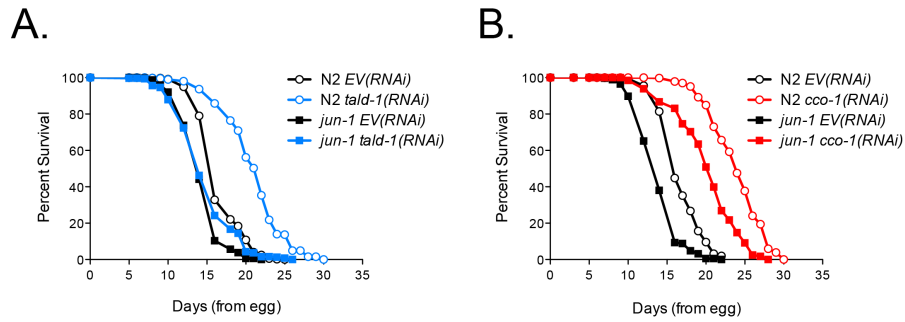 A.
B.
100
80
60
40
20
0
Percent Survival
0
5
10
15
20
25
30
35
Days (from egg)
N2 EV(RNAi)
N2 tald-1(RNAi)
jun-1 EV(RNAi)
jun-1 tald-1(RNAi)
100
80
60
40
20
0
Percent Survival
0
5
10
15
20
25
30
35
Days (from egg)
N2 EV(RNAi)
N2 cco-1(RNAi)
jun-1 EV(RNAi)
jun-1 cco-1(RNAi)